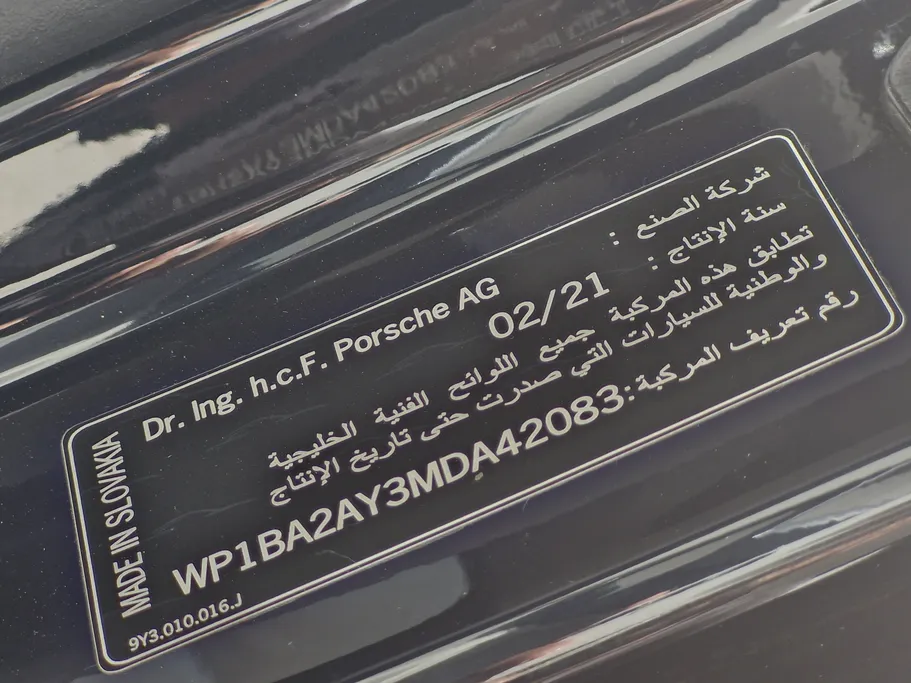 شركة الصنع : Dr. Ing. h.c.F. Porsche AG
سنة الإنتاج : 02/21
تطابق هذه المركبة جميع اللوائح الفنية الخليجية
والوطنية للسيارات التي صدرت حتى تاريخ الإنتاج
رقم تعريف المركبة: WP1BA2AY3MDA42083
MADE IN SLOVAKIA
9Y3.010.016.J